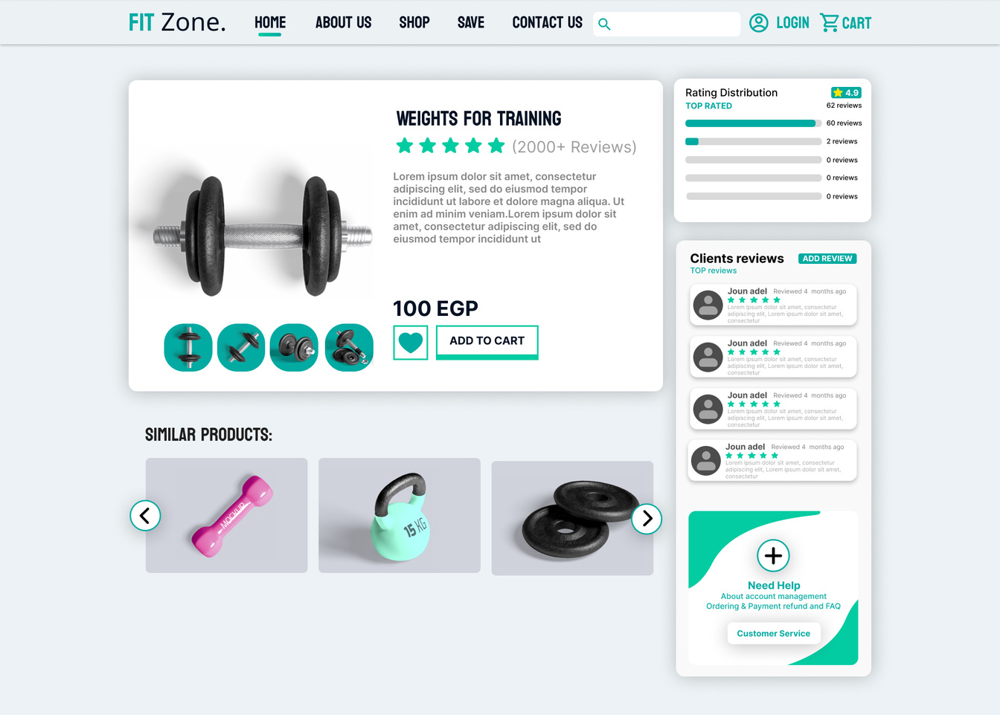 FIT Zone.
HOME
ABOUT US
SHOP
SAVE
CONTACT US
LOGIN
CART
WEIGHTS FOR TRAINING
(2000+ Reviews)
Lorem ipsum dolor sit amet, consectetur
adipiscing elit, sed do eiusmod tempor
incididunt ut labore et dolore magna aliqua. Ut
enim ad minim veniam.Lorem ipsum dolor sit
amet, consectetur adipiscing elit, sed do
eiusmod tempor incididunt ut
100 EGP
ADD TO CART
SIMILAR PRODUCTS:
MOCKUP
15 KG
Rating Distribution
4.9
TOP RATED
62 reviews
60 reviews
2 reviews
0 reviews
0 reviews
0 reviews
Clients reviews
ADD REVIEW
TOP reviews
Joun adel Reviewed 4 months ago
Lorem ipsum dolor sit amet, consectetur
adipiscing elit, Lorem ipsum dolor sit amet,
consectetur
Joun adel Reviewed 4 months ago
Lorem ipsum dolor sit amet, consectetur
adipiscing elit, Lorem ipsum dolor sit amet,
consectetur
Joun adel Reviewed 4 months ago
Lorem ipsum dolor sit amet, consectetur
adipiscing elit, Lorem ipsum dolor sit amet,
consectetur
Joun adel Reviewed 4 months ago
Lorem ipsum dolor sit amet, consectetur
adipiscing elit, Lorem ipsum dolor sit amet,
consectetur
Need Help
About account management
Ordering & Payment refund and FAQ
Customer Service